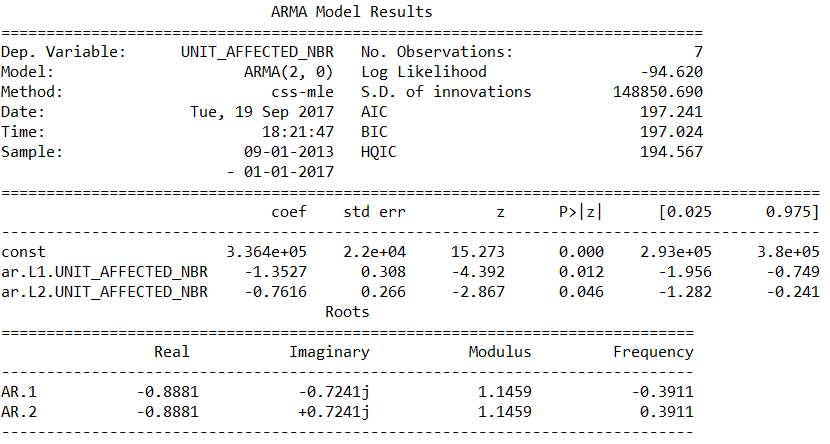 ARMA Model Results
==============================================================================
Dep. Variable: UNIT_AFFECTED_NBR No. Observations: 7
Model: ARMA(2, 0) Log Likelihood -94.620
Method: css-mle S.D. of innovations 148850.690
Date: Tue, 19 Sep 2017 AIC 197.241
Time: 18:21:47 BIC 197.024
Sample: 09-01-2013 HQIC 194.567
- 01-01-2017
===========================================================================================
coef std err z P>|z| [0.025 0.975]
-------------------------------------------------------------------------------------------
const 3.364e+05 2.2e+04 15.273 0.000 2.93e+05 3.8e+05
ar.L1.UNIT_AFFECTED_NBR -1.3527 0.308 -4.392 0.012 -1.956 -0.749
ar.L2.UNIT_AFFECTED_NBR -0.7616 0.266 -2.867 0.046 -1.282 -0.241
Roots
=============================================================================
Real Imaginary Modulus Frequency
-----------------------------------------------------------------------------
AR.1 -0.8881 -0.7241j 1.1459 -0.3911
AR.2 -0.8881 +0.7241j 1.1459 0.3911
-----------------------------------------------------------------------------